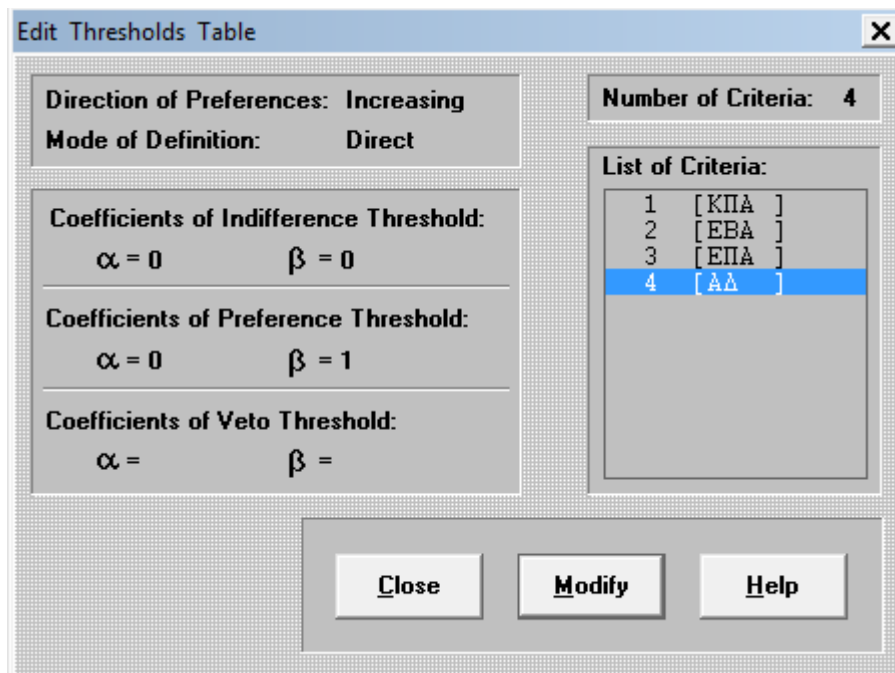 Edit Thresholds Table
Direction of Preferences: Increasing
Mode of Definition: Direct
Number of Criteria: 4
List of Criteria:
1 [ΚΠΑ ]
2 [ΕΒΑ ]
3 [ΕΠΑ ]
4 [ΑΔ ]
Coefficients of Indifference Threshold:
α = 0 β = 0
Coefficients of Preference Threshold:
α = 0 β = 1
Coefficients of Veto Threshold:
α = β =
Close Modify Help